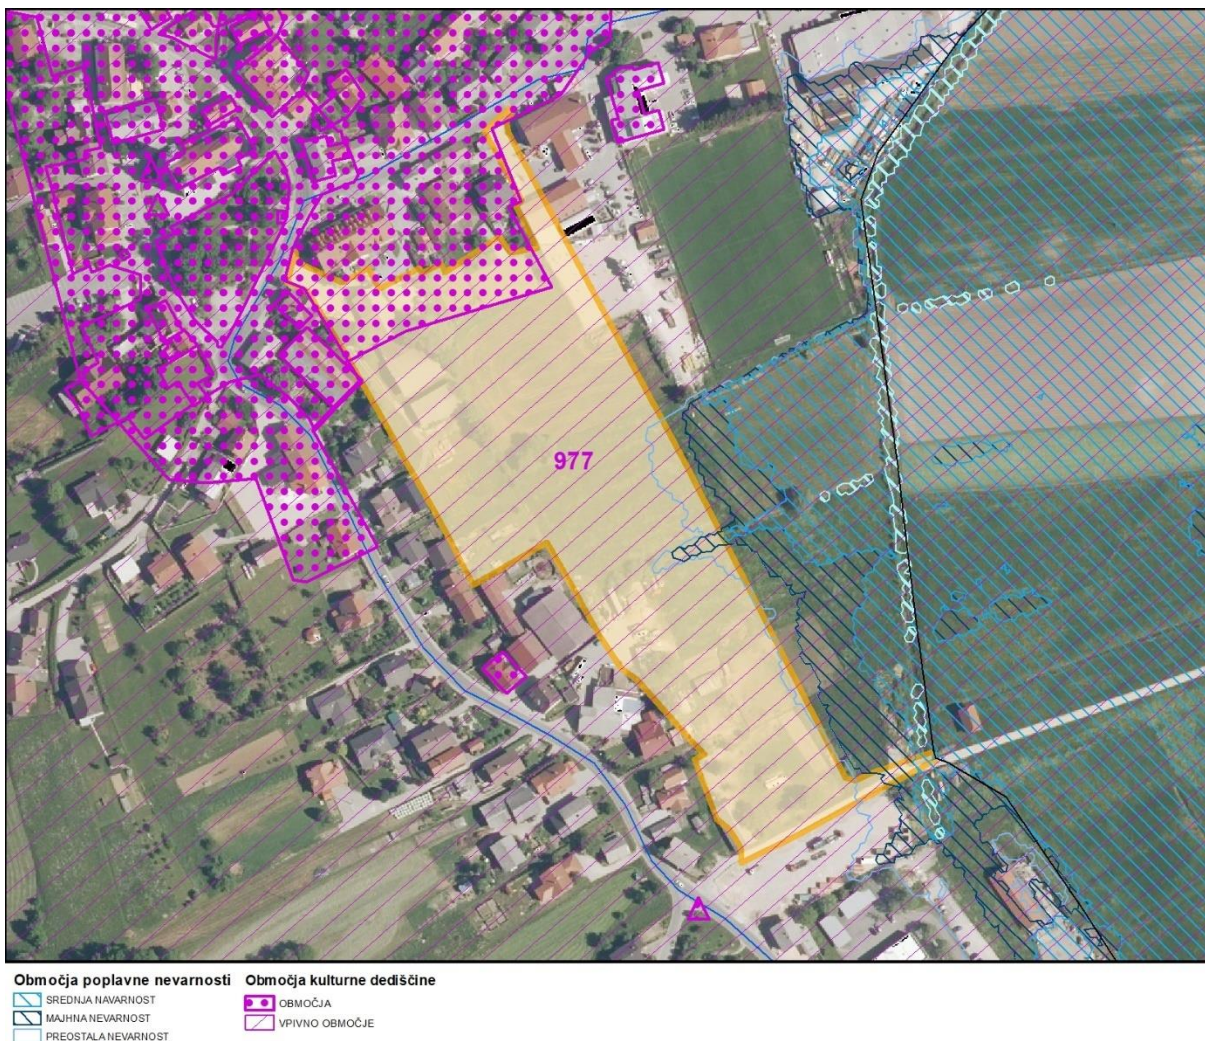 977
Območja poplavne nevarnosti
SREDNJA NAVARNOST
MAJHNA NEVARNOST
PREOSTALA NEVARNOST
Območja kulturne dediščine
OBMOČJA
VPIVNO OBMOČJE